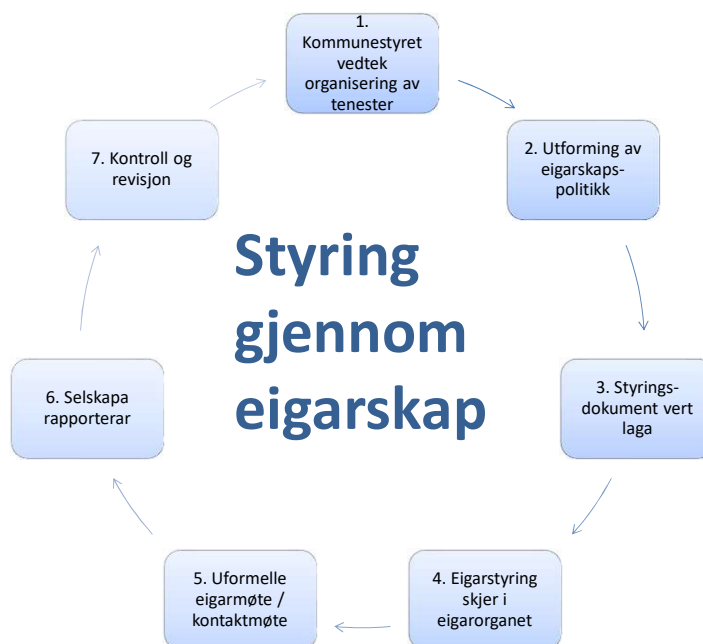 1.
Kommunestyret
vedtek
organisering av
tenester
2. Utforming av
eigarskaps-
politikk
3. Styrings-
dokument vert
laga
4. Eigarstyring
skjer i
eigarorganet
5. Uformelle
eigarmøte /
kontaktmøte
6. Selskapa
rapporterar
7. Kontroll og
revisjon
Styring
gjennom
eigarskap